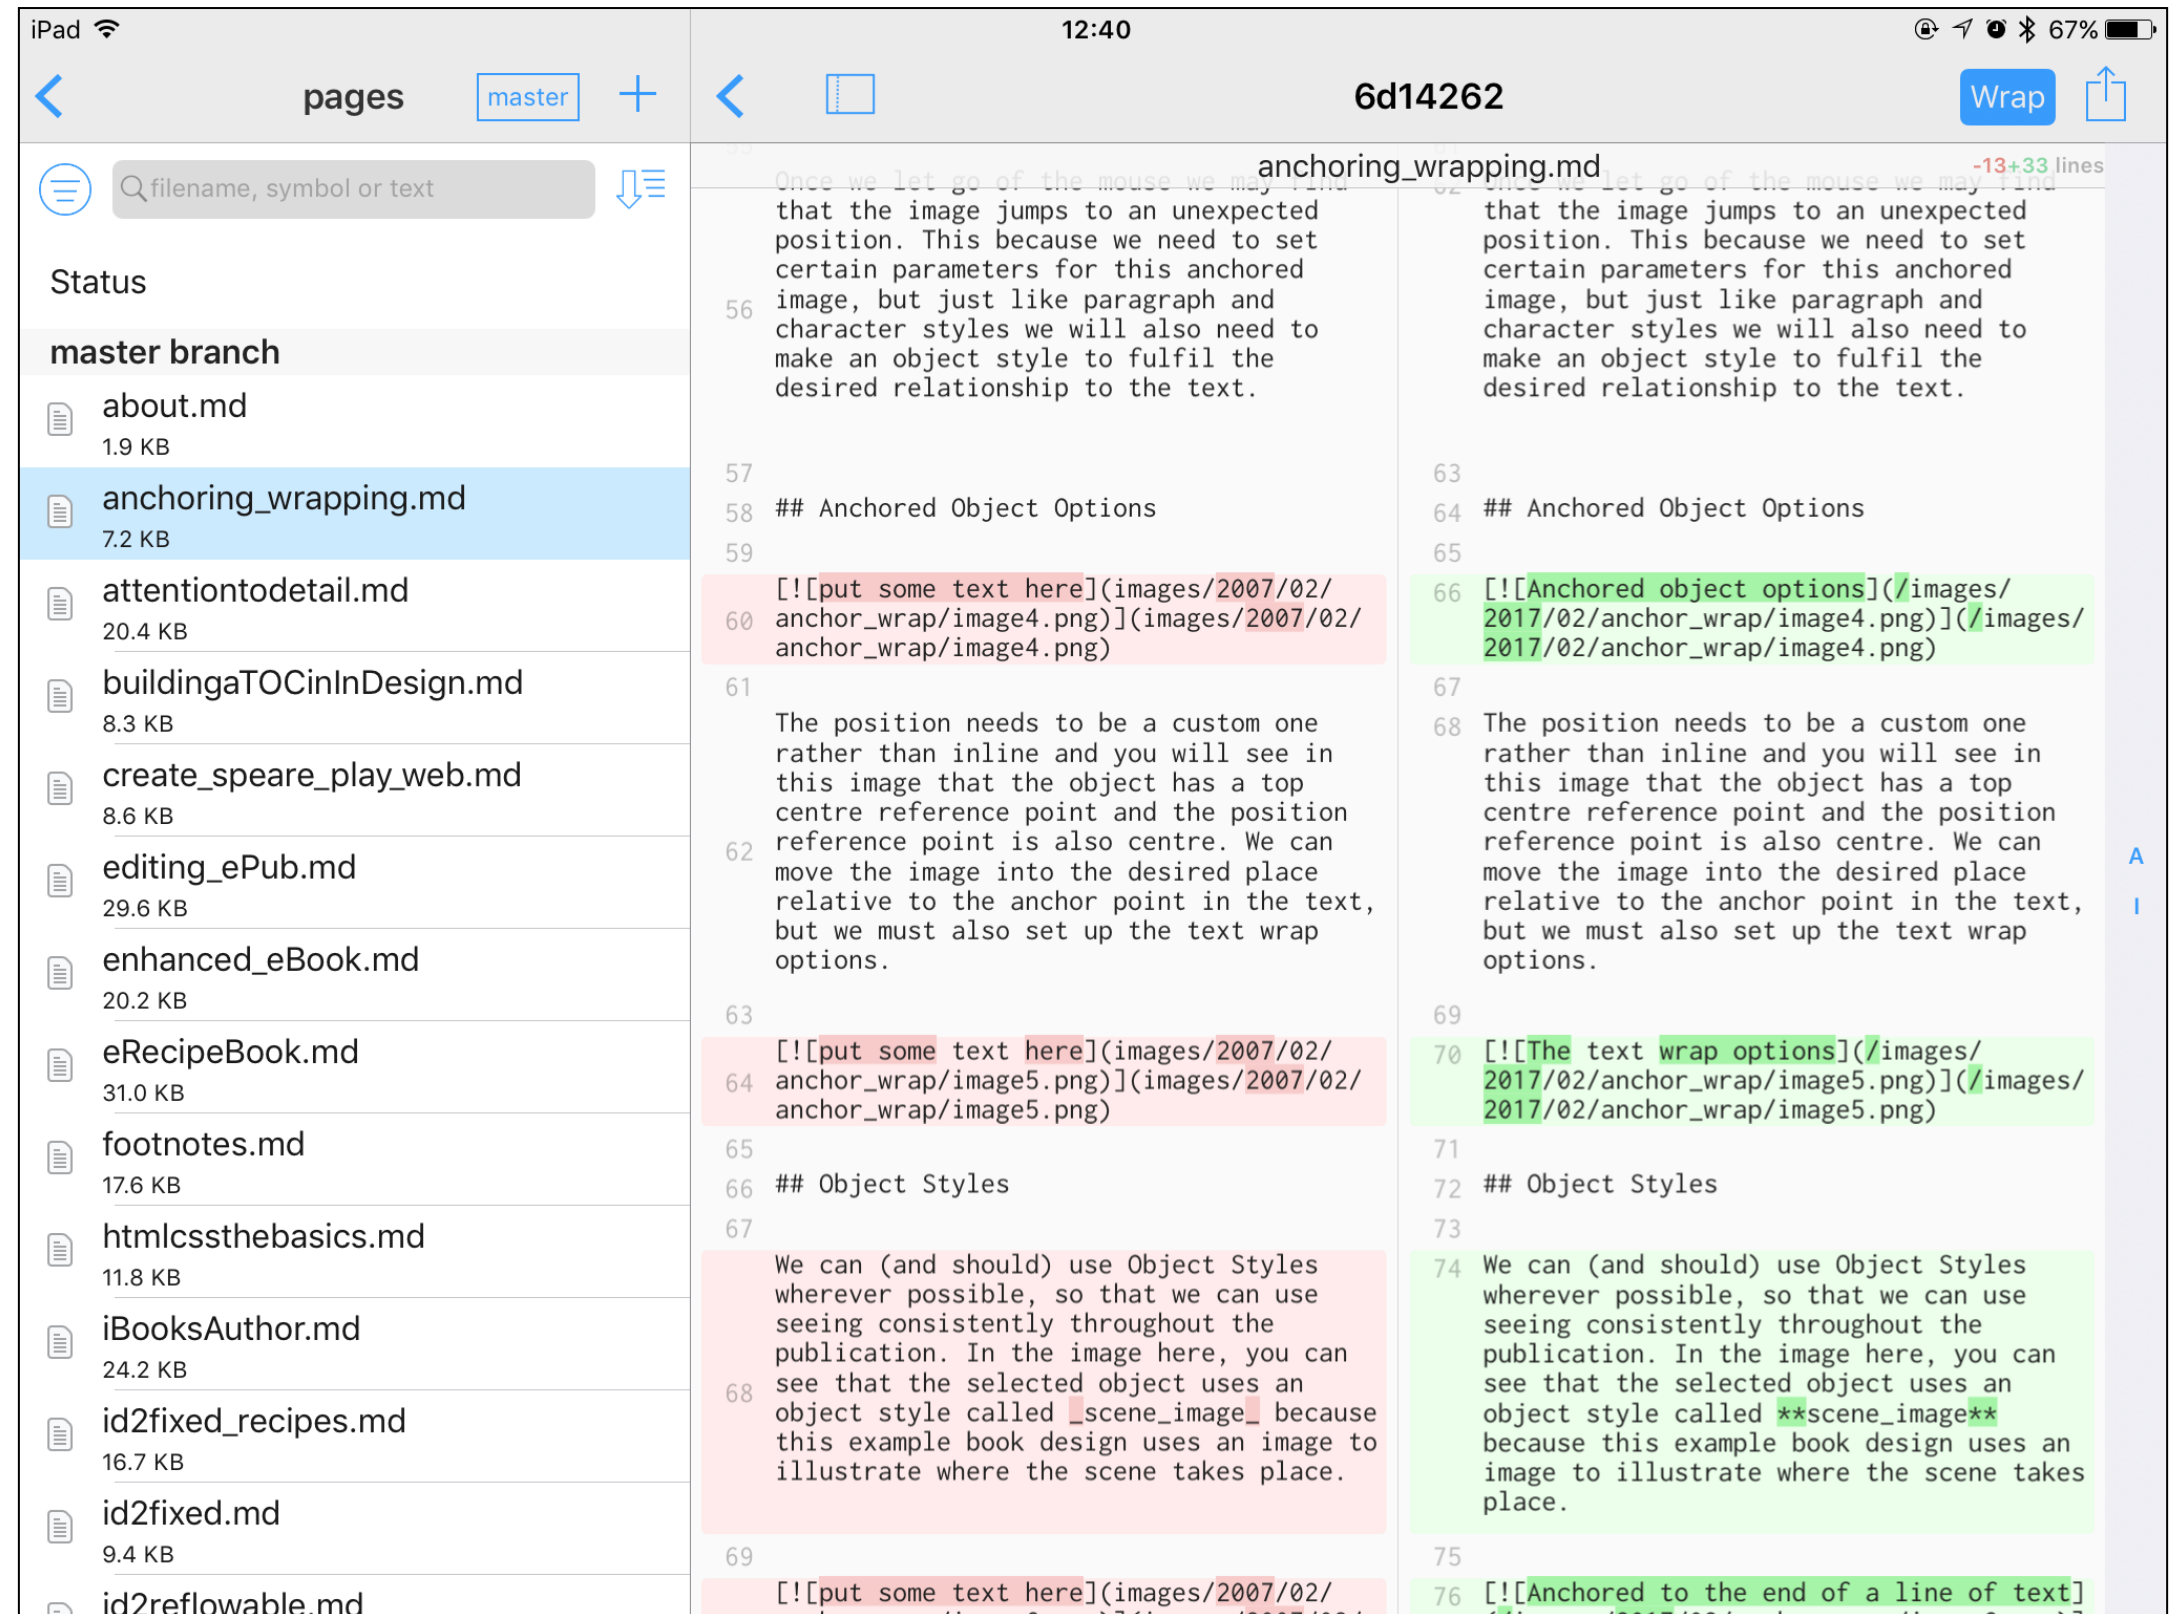 iPad
12:40
67%
pages
master
6d14262
Wrap
filename, symbol or text
Status
master branch
about.md
1.9 KB
anchoring_wrapping.md
7.2 KB
attentiontodetail.md
20.4 KB
buildingaTOCinInDesign.md
8.3 KB
create_speare_play_web.md
8.6 KB
editing_ePub.md
29.6 KB
enhanced_eBook.md
20.2 KB
eRecipeBook.md
31.0 KB
footnotes.md
17.6 KB
htmlcssthebasics.md
11.8 KB
iBooksAuthor.md
24.2 KB
id2fixed_recipes.md
16.7 KB
id2fixed.md
9.4 KB
id2reflowable.md
anchoring_wrapping.md
-13+33 lines
Once we let go of the mouse we may find
that the image jumps to an unexpected
position. This because we need to set
certain parameters for this anchored
56 image, but just like paragraph and
character styles we will also need to
make an object style to fulfil the
desired relationship to the text.
57
58 ## Anchored Object Options
59
[![put some text here](images/2007/02/
60 anchor_wrap/image4.png)](images/2007/02/
anchor_wrap/image4.png)
61
The position needs to be a custom one
rather than inline and you will see in
this image that the object has a top
centre reference point and the position
62 reference point is also centre. We can
move the image into the desired place
relative to the anchor point in the text,
but we must also set up the text wrap
options.
63
[![put some text here](images/2007/02/
64 anchor_wrap/image5.png)](images/2007/02/
anchor_wrap/image5.png)
65
66 ## Object Styles
67
We can (and should) use Object Styles
wherever possible, so that we can use
seeing consistently throughout the
publication. In the image here, you can
68 see that the selected object uses an
object style called _scene_image_ because
this example book design uses an image to
illustrate where the scene takes place.
69
[![put some text here](images/2007/02/
62 Once we let go of the mouse we may find
that the image jumps to an unexpected
position. This because we need to set
certain parameters for this anchored
image, but just like paragraph and
character styles we will also need to
make an object style to fulfil the
desired relationship to the text.
63
64 ## Anchored Object Options
65
66 [![Anchored object options](/images/
2017/02/anchor_wrap/image4.png)](/images/
2017/02/anchor_wrap/image4.png)
67
68 The position needs to be a custom one
rather than inline and you will see in
this image that the object has a top
centre reference point and the position
reference point is also centre. We can
move the image into the desired place
relative to the anchor point in the text,
but we must also set up the text wrap
options.
69
70 [![The text wrap options](/images/
2017/02/anchor_wrap/image5.png)](/images/
2017/02/anchor_wrap/image5.png)
71
72 ## Object Styles
73
74 We can (and should) use Object Styles
wherever possible, so that we can use
seeing consistently throughout the
publication. In the image here, you can
see that the selected object uses an
object style called **scene_image**
because this example book design uses an
image to illustrate where the scene takes
place.
75
76 [![Anchored to the end of a line of text]
A
I